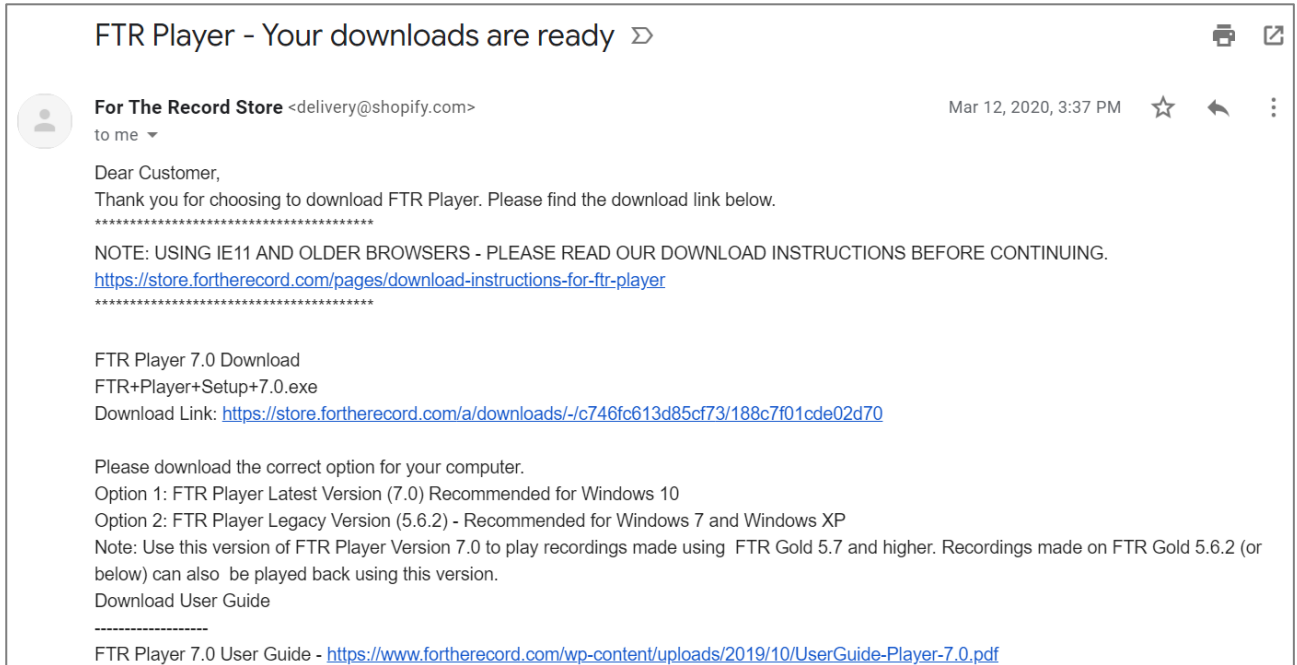 FTR Player - Your downloads are ready
For The Record Store <delivery@shopify.com>
Mar 12, 2020, 3:37 PM
to me
Dear Customer,
Thank you for choosing to download FTR Player. Please find the download link below.
****************************************
NOTE: USING IE11 AND OLDER BROWSERS - PLEASE READ OUR DOWNLOAD INSTRUCTIONS BEFORE CONTINUING.
https://store.fortherecord.com/pages/download-instructions-for-ftr-player
****************************************
FTR Player 7.0 Download
FTR+Player+Setup+7.0.exe
Download Link: https://store.fortherecord.com/a/downloads/-/c746fc613d85cf73/188c7f01cde02d70
Please download the correct option for your computer.
Option 1: FTR Player Latest Version (7.0) Recommended for Windows 10
Option 2: FTR Player Legacy Version (5.6.2) - Recommended for Windows 7 and Windows XP
Note: Use this version of FTR Player Version 7.0 to play recordings made using  FTR Gold 5.7 and higher. Recordings made on FTR Gold 5.6.2 (or
below) can also  be played back using this version.
Download User Guide
-------------------
FTR Player 7.0 User Guide - https://www.fortherecord.com/wp-content/uploads/2019/10/UserGuide-Player-7.0.pdf